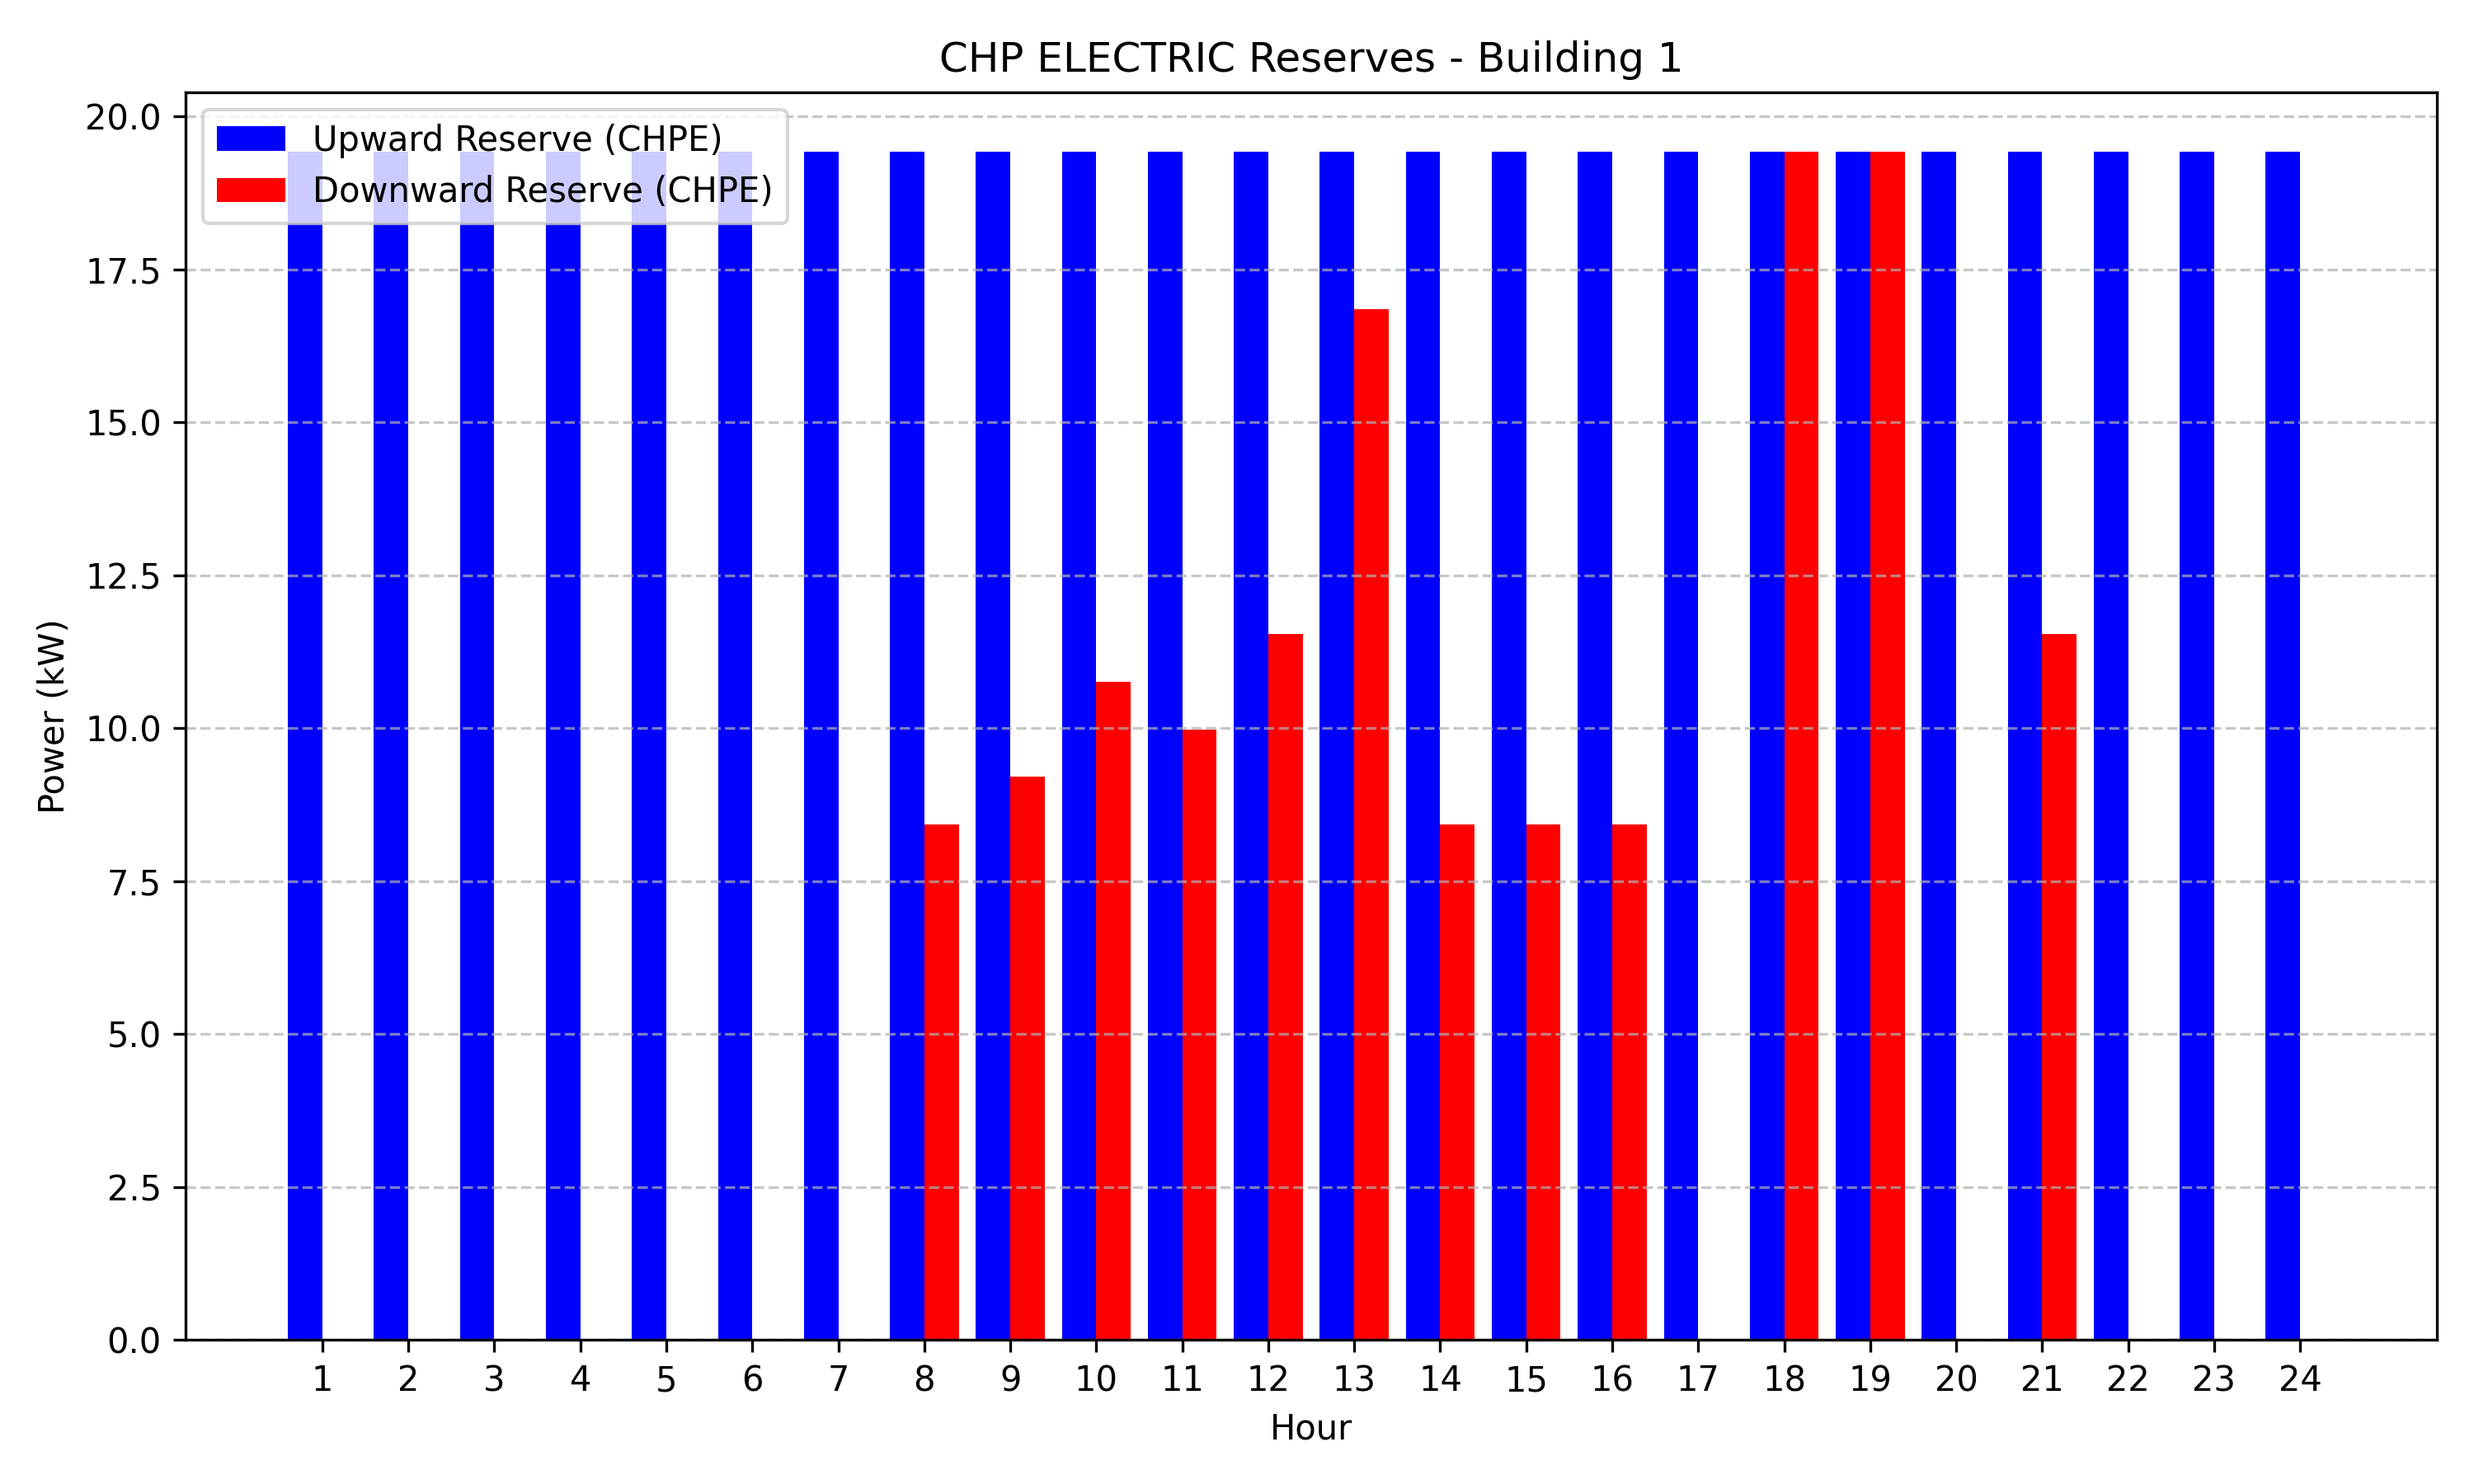 CHP ELECTRIC Reserves - Building 1
Upward Reserve (CHPE)
Downward Reserve (CHPE)
20.0
17.5
15.0
12.5
10.0
7.5
5.0
2.5
0.0
Power (kW)
1 2 3 4 5 6 7 8 9 10 11 12 13 14 15 16 17 18 19 20 21 22 23 24
Hour